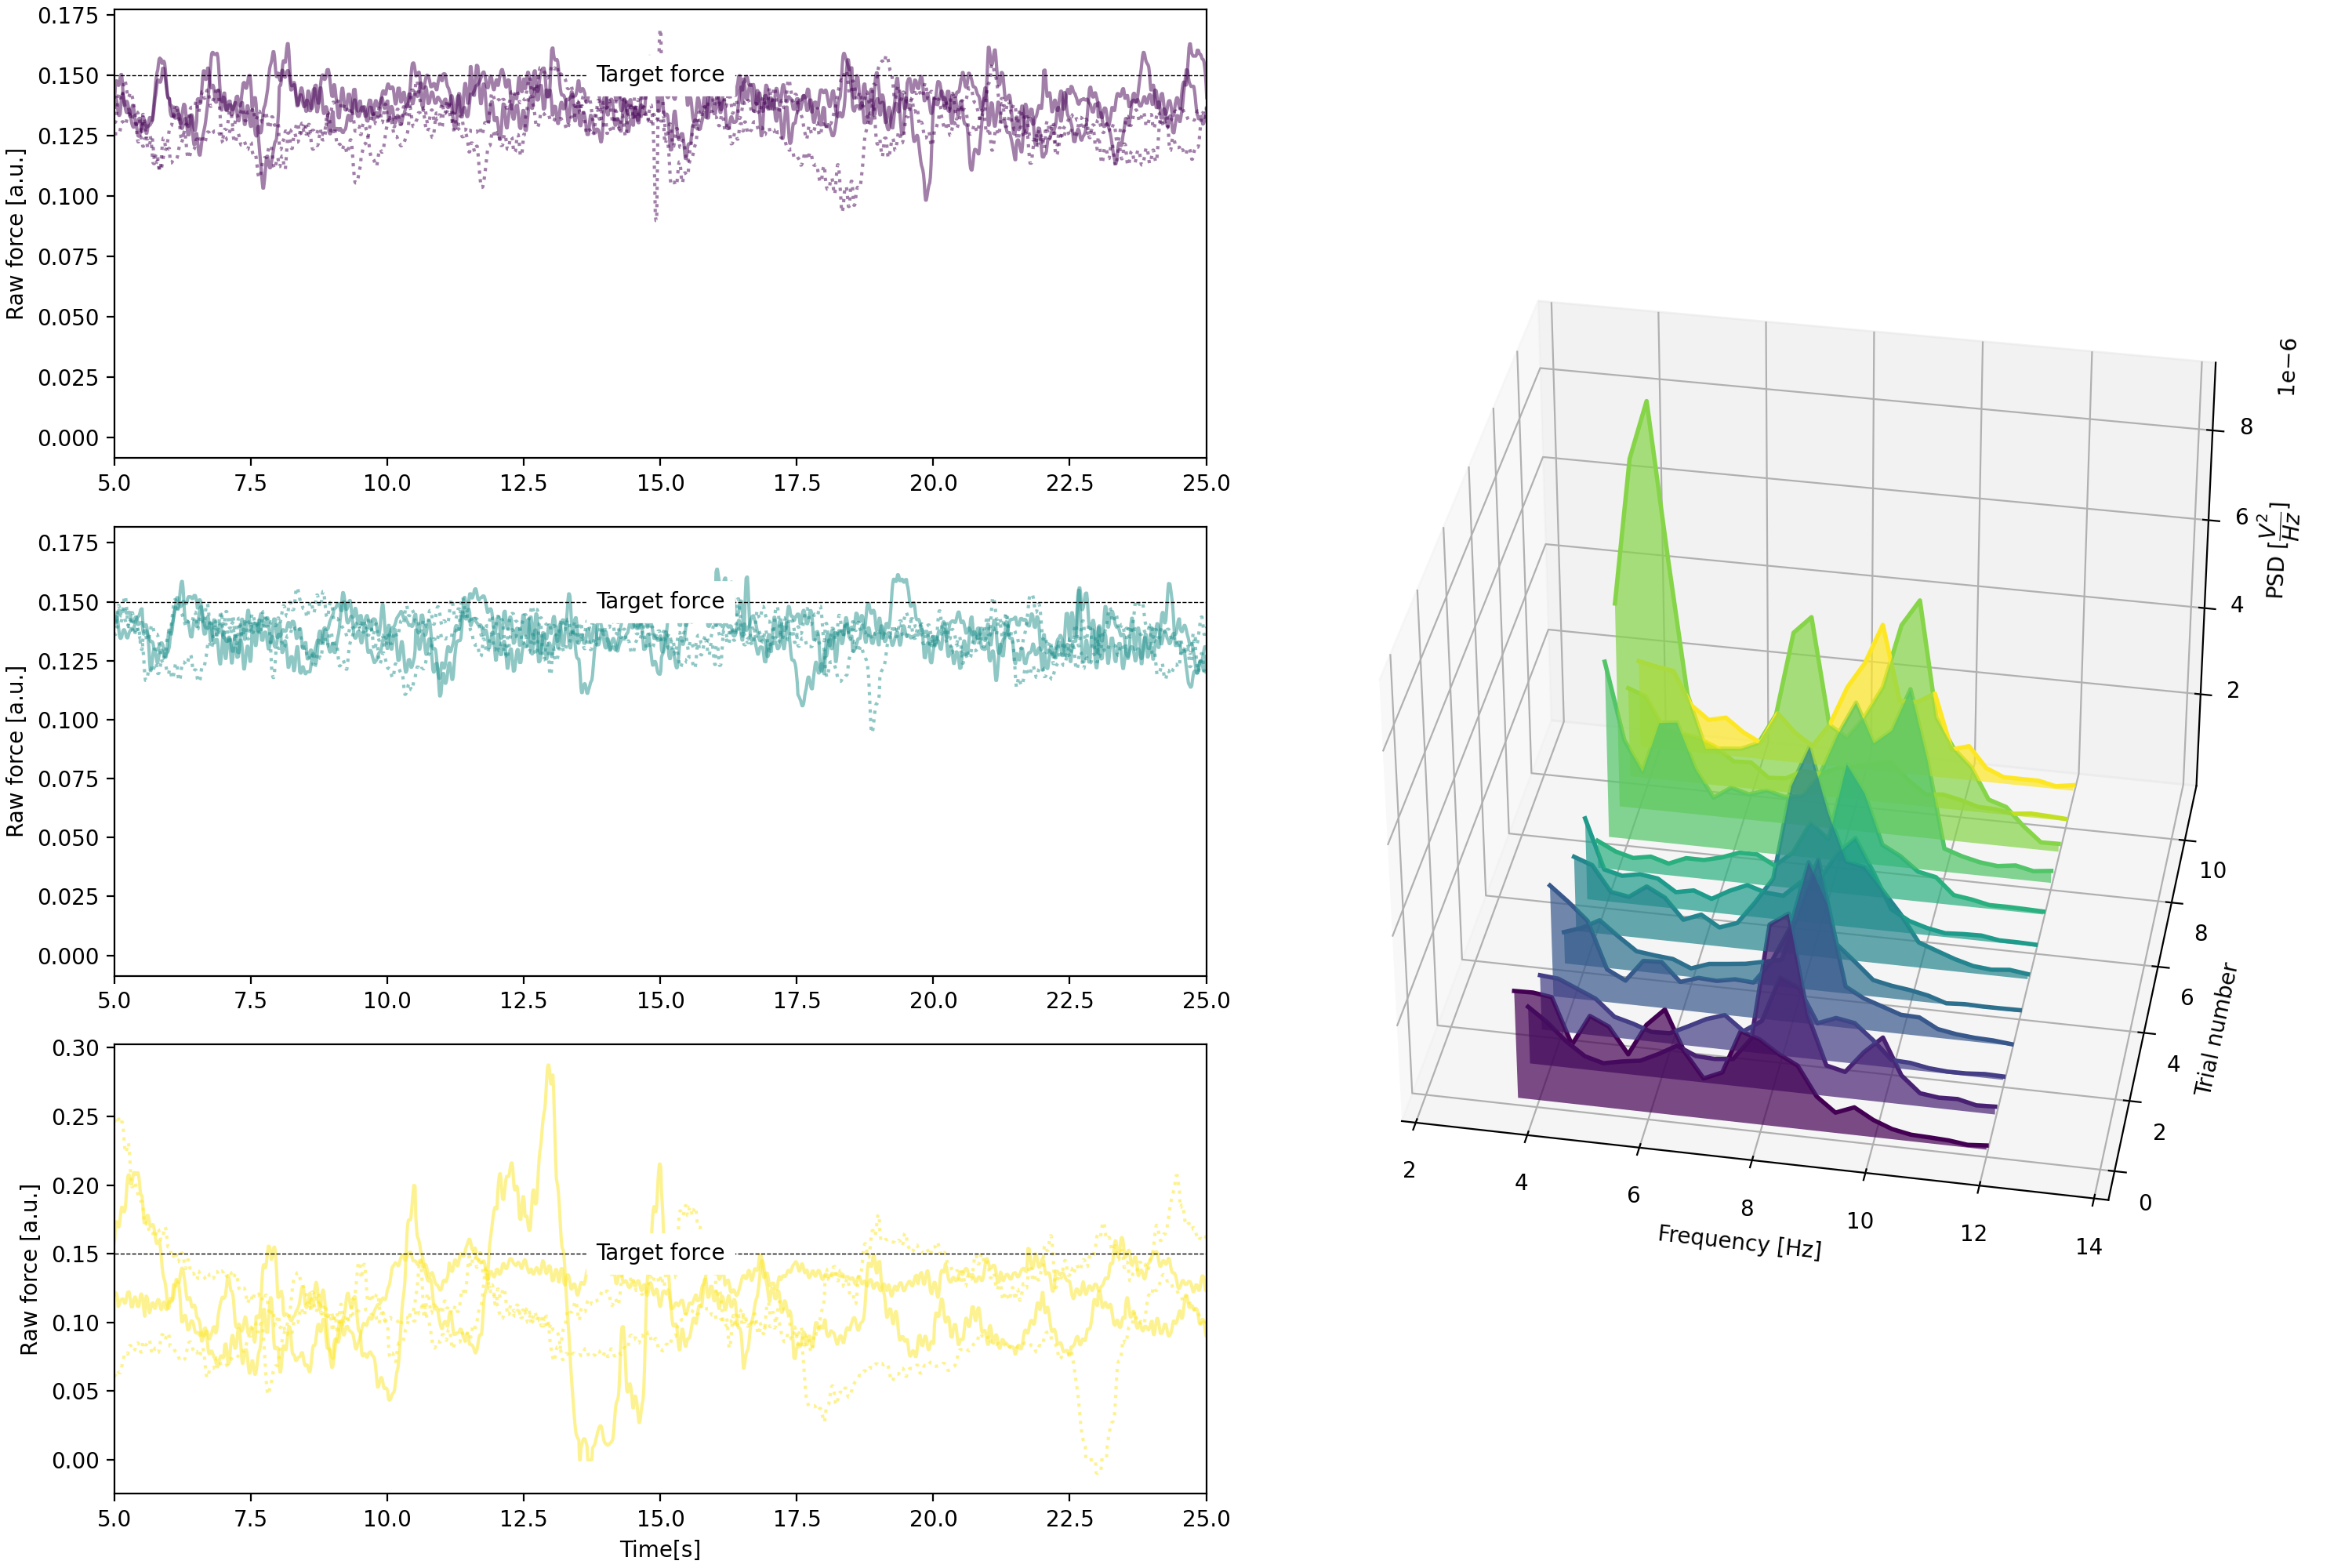 0.175
0.150
0.125
0.100
0.075
0.050
0.025
0.000
Raw force [a.u.]
Target force
5.0 7.5 10.0 12.5 15.0 17.5 20.0 22.5 25.0
0.175
0.150
0.125
0.100
0.075
0.050
0.025
0.000
Raw force [a.u.]
Target force
5.0 7.5 10.0 12.5 15.0 17.5 20.0 22.5 25.0
0.30
0.25
0.20
0.15
0.10
0.05
0.00
Raw force [a.u.]
Target force
5.0 7.5 10.0 12.5 15.0 17.5 20.0 22.5 25.0
Time[s]
1e−6
8
6
4
2
PSD [V²/Hz]
10
8
6
4
2
0
Trial number
2 4 6 8 10 12 14
Frequency [Hz]